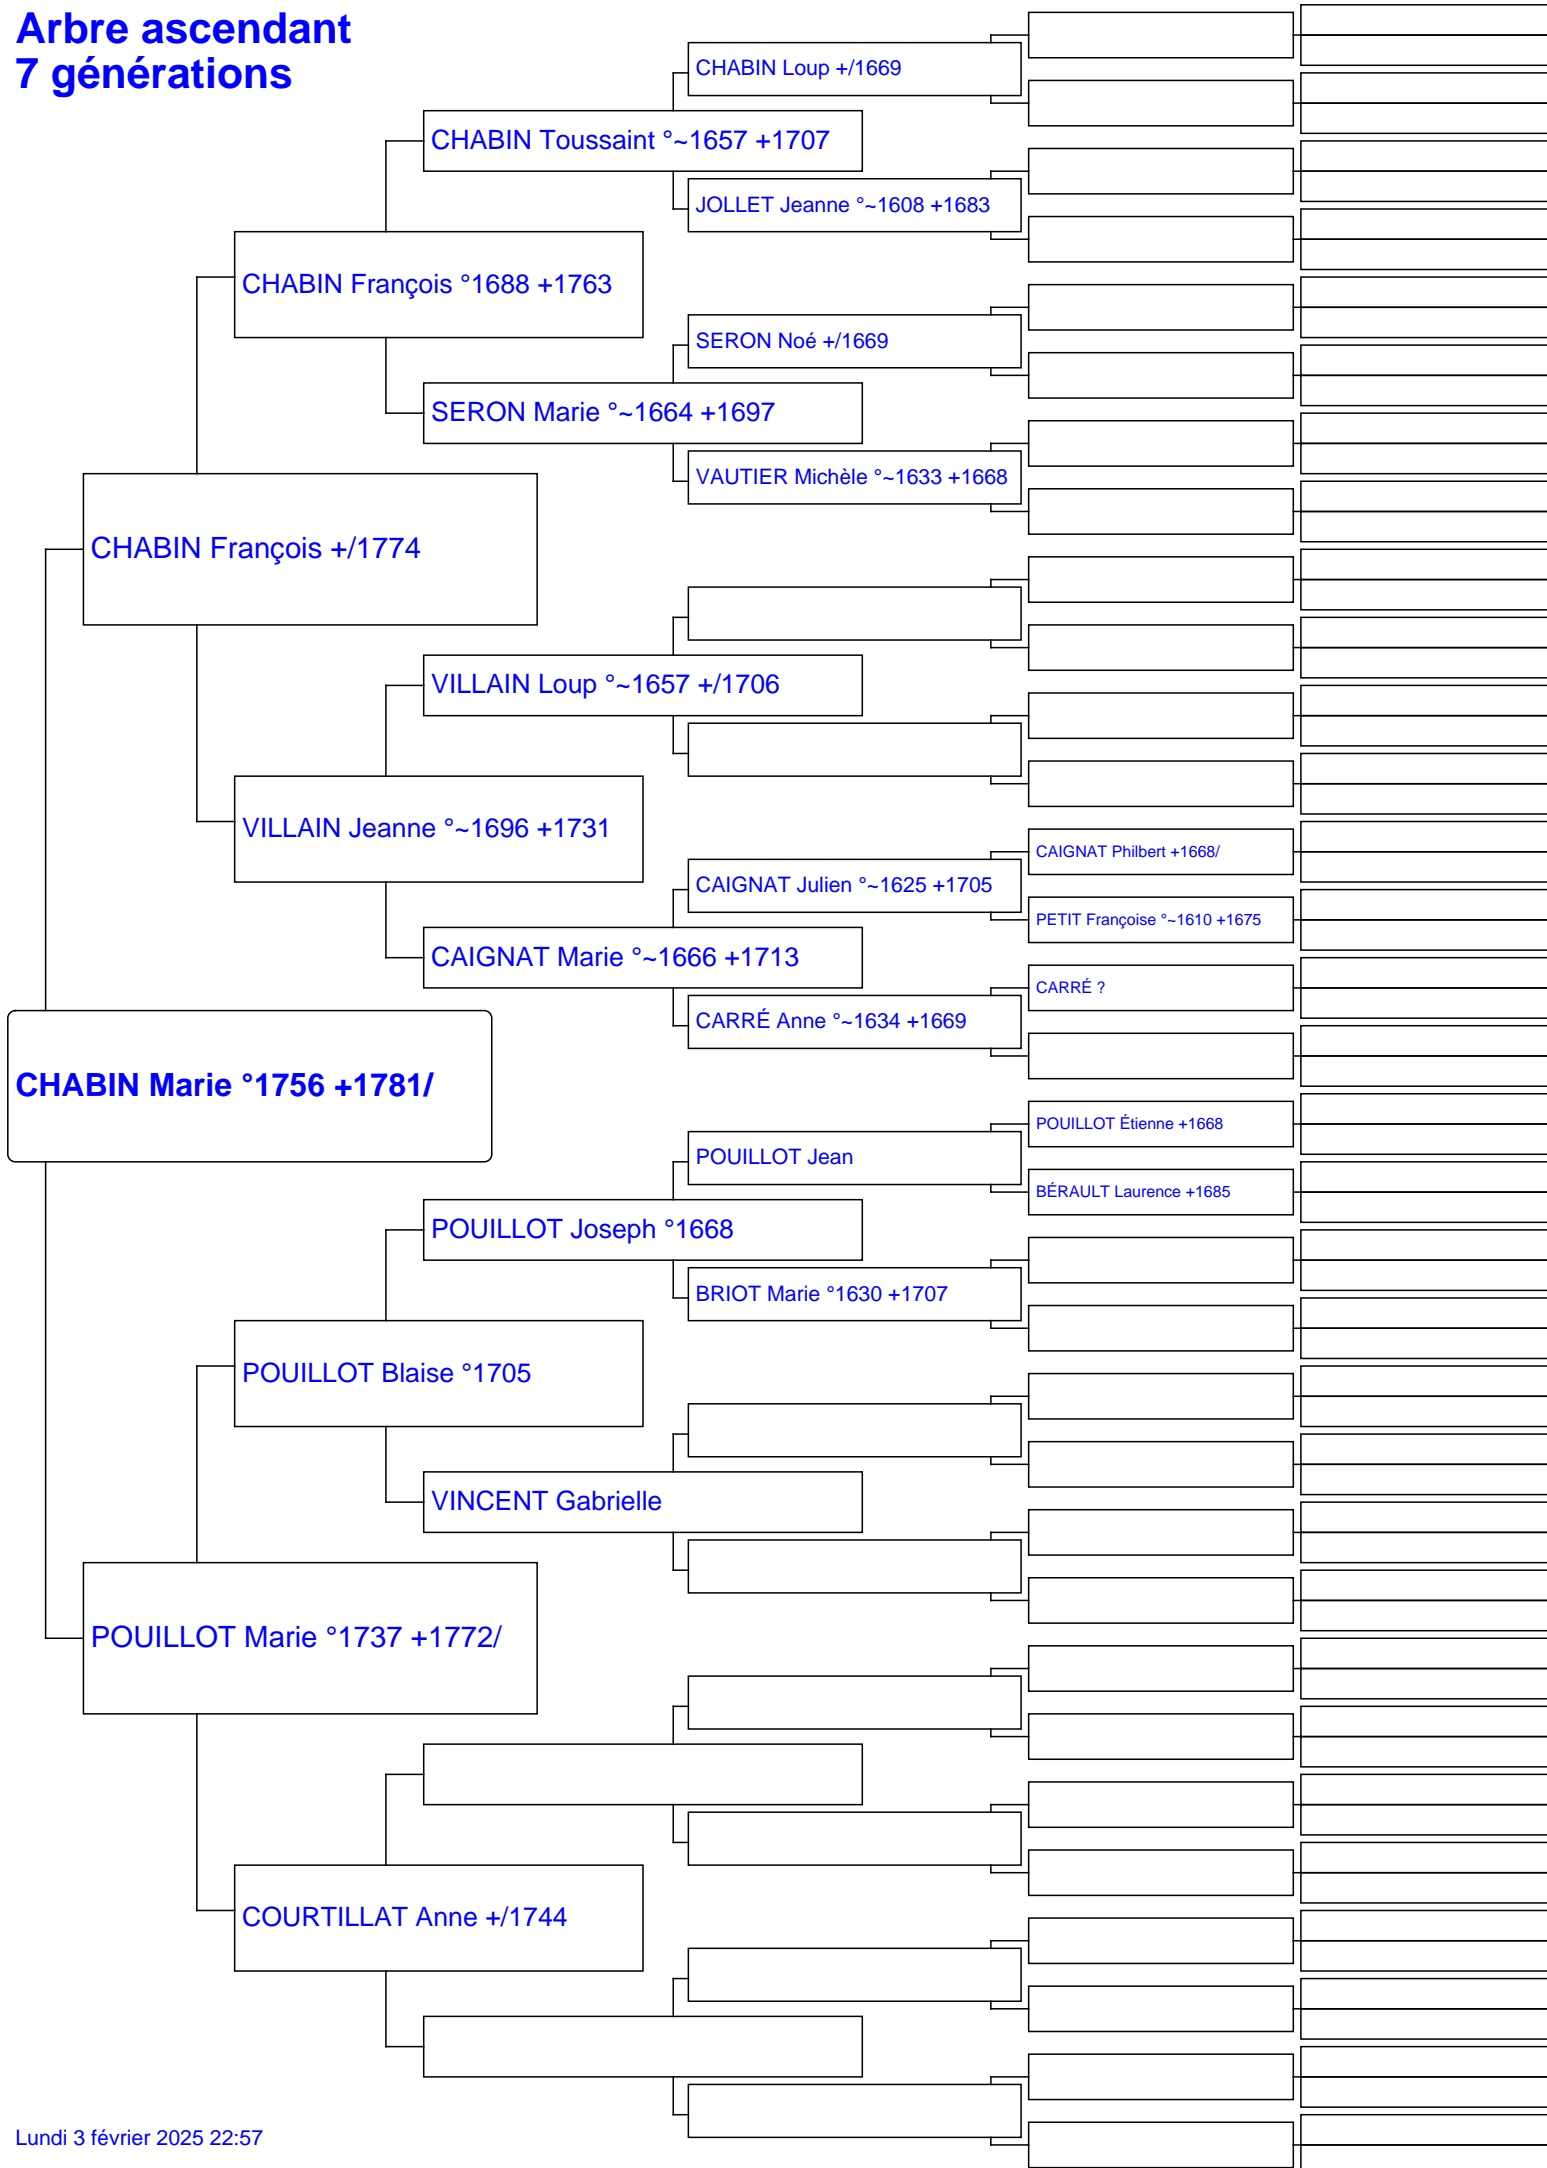 Arbre ascendant
7 générations
CHABIN Loup +/1669
CHABIN Toussaint °~1657 +1707
JOLLET Jeanne °~1608 +1683
CHABIN François °1688 +1763
SERON Noé +/1669
SERON Marie °~1664 +1697
VAUTIER Michèle °~1633 +1668
CHABIN François +/1774
VILLAIN Loup °~1657 +/1706
VILLAIN Jeanne °~1696 +1731
CAIGNAT Philbert +1668/
CAIGNAT Julien °~1625 +1705
PETIT Françoise °~1610 +1675
CAIGNAT Marie °~1666 +1713
CARRÉ ?
CARRÉ Anne °~1634 +1669
CHABIN Marie °1756 +1781/
POUILLOT Étienne +1668
POUILLOT Jean
BÉRAULT Laurence +1685
POUILLOT Joseph °1668
BRIOT Marie °1630 +1707
POUILLOT Blaise °1705
VINCENT Gabrielle
POUILLOT Marie °1737 +1772/
COURTILLAT Anne +/1744
Lundi 3 février 2025 22:57